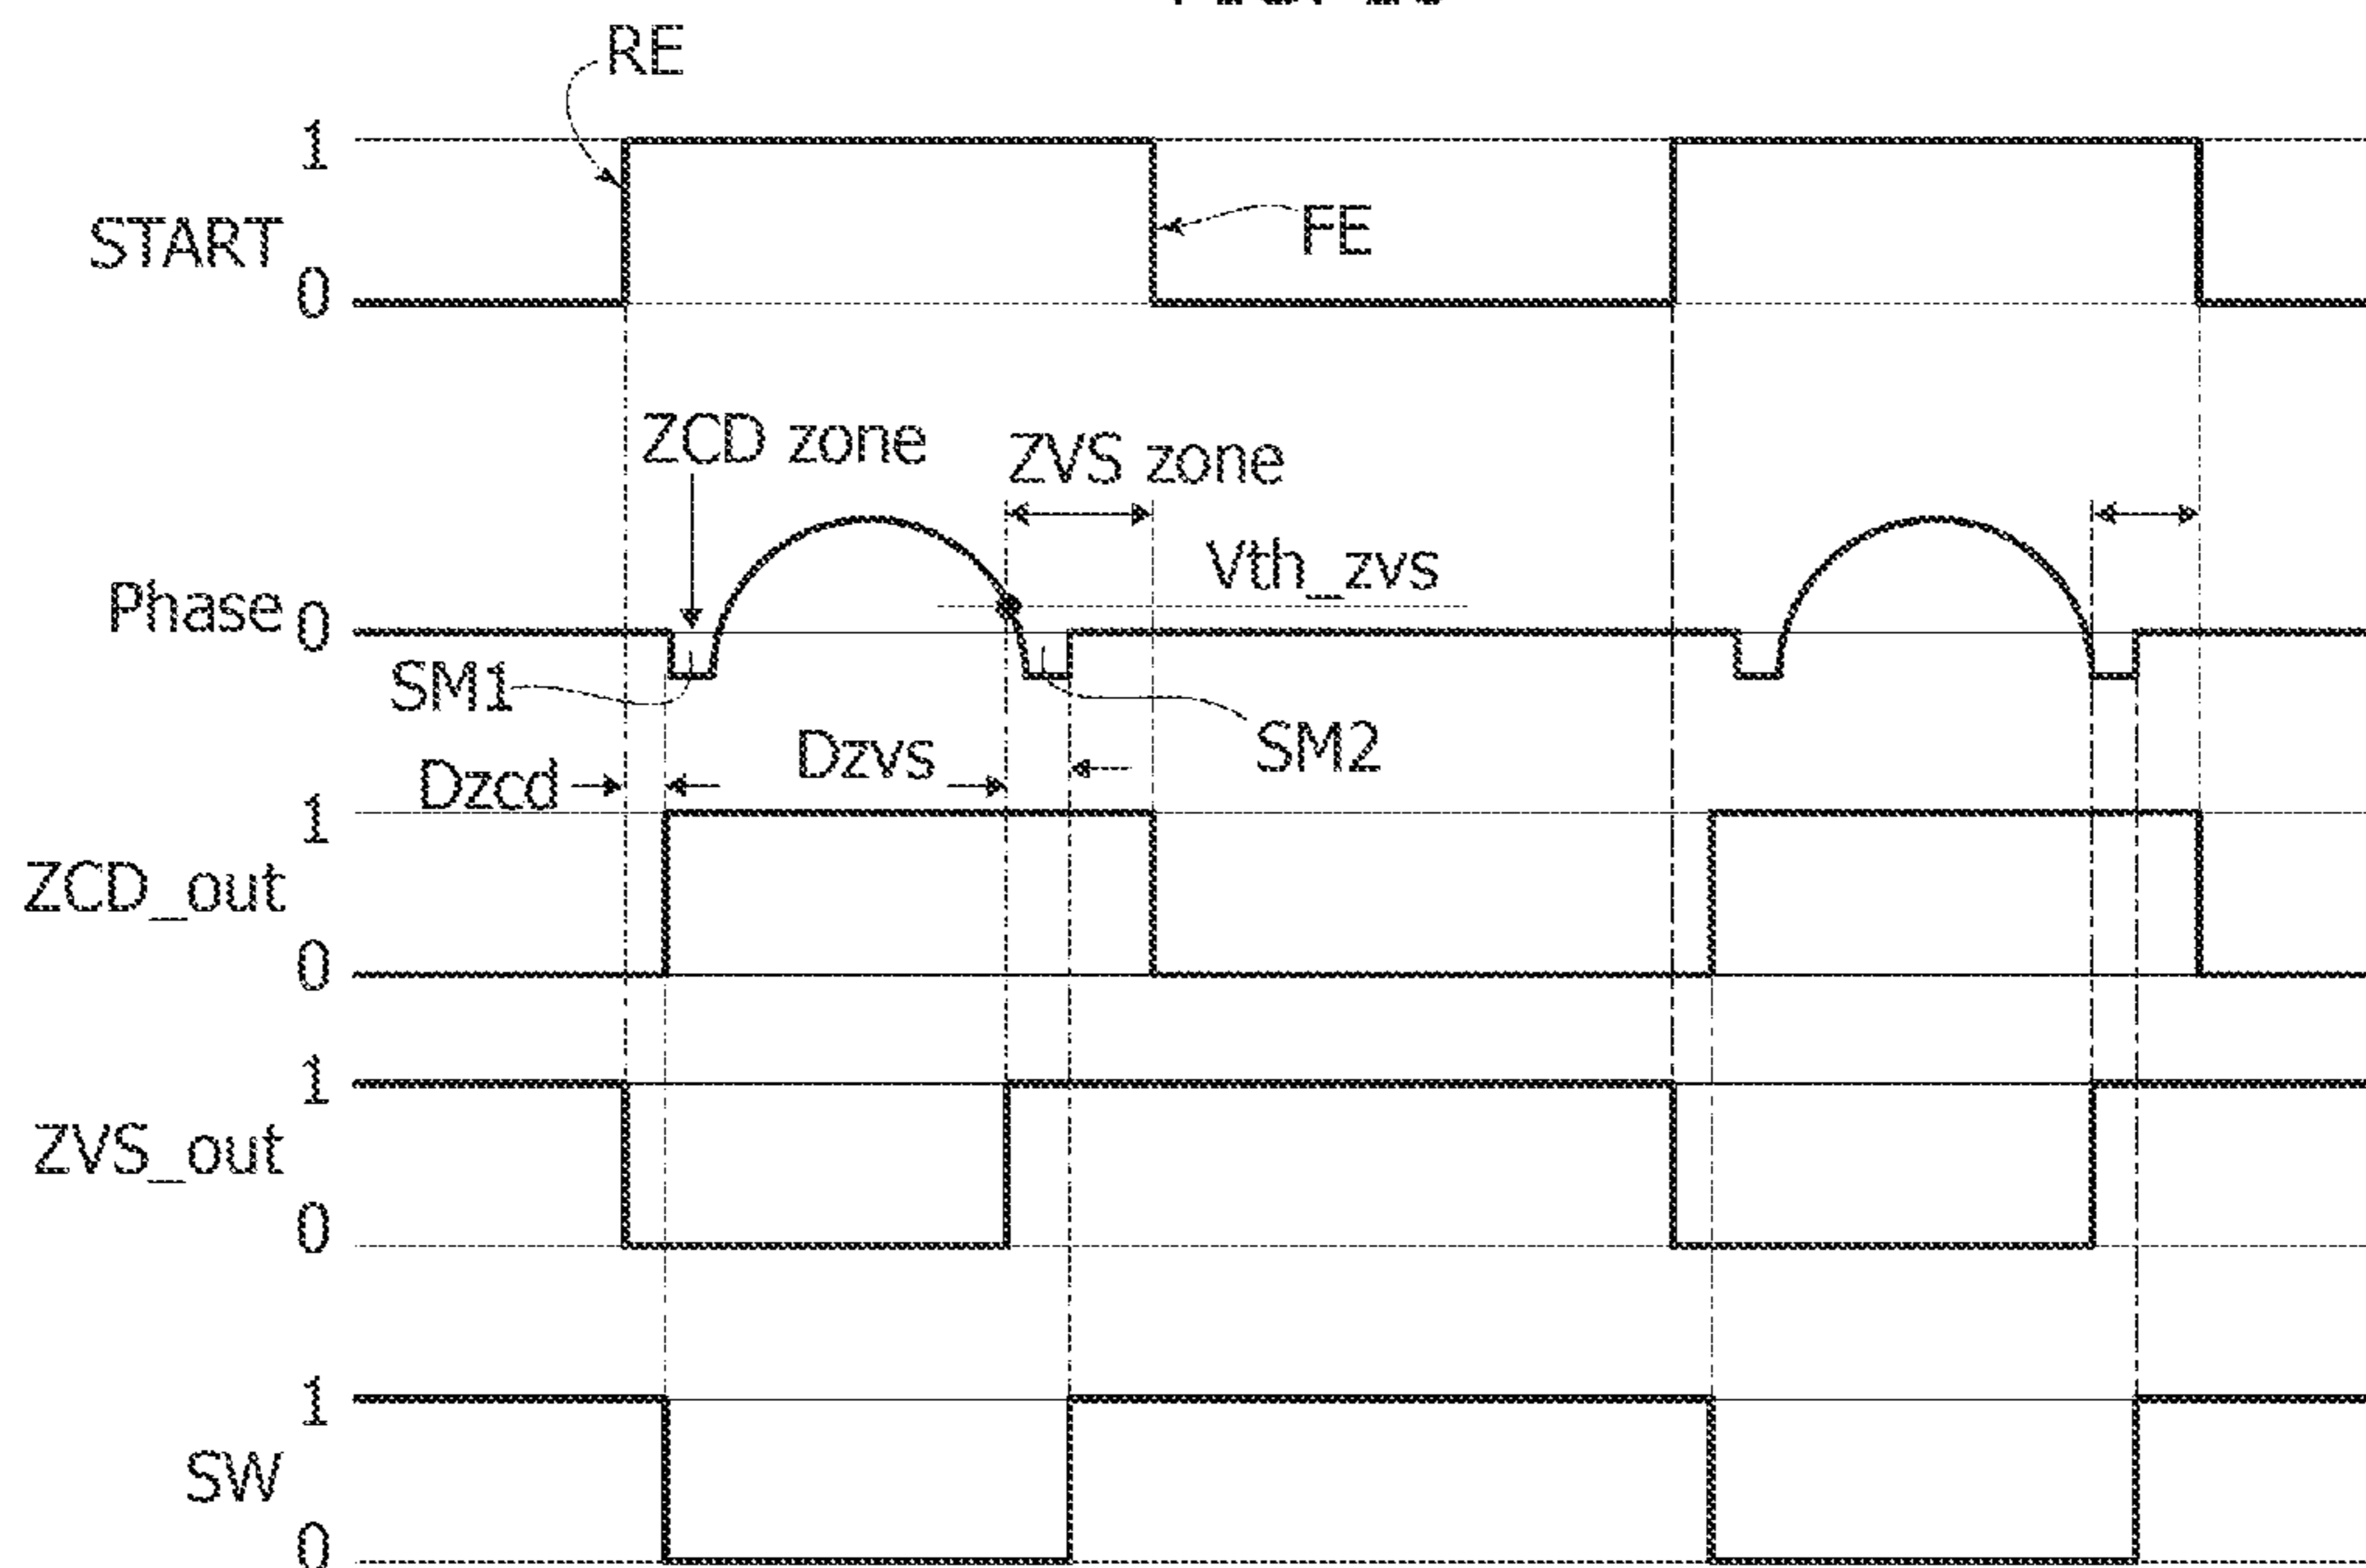 RE
1
START
0
FE
ZCD zone
ZVS zone
Vth_zvs
Phase 0
SM1
SM2
Dzcd
Dzvs
1
ZCD_out
0
1
ZVS_out
0
1
SW
0